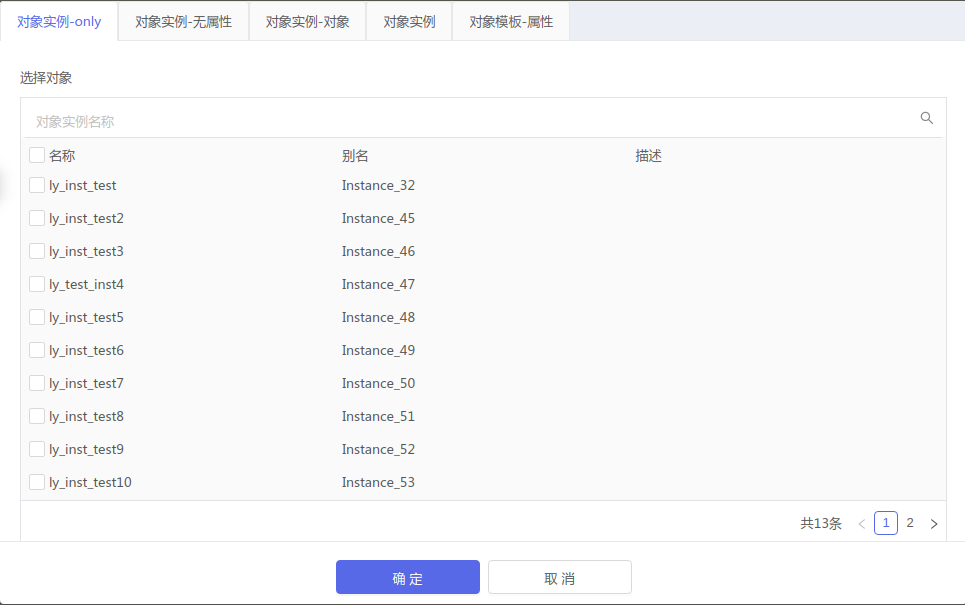 对象实例-only 对象实例-无属性 对象实例-对象 对象实例 对象模板-属性
选择对象
对象实例名称
名称 别名 描述
ly_inst_test Instance_32
ly_inst_test2 Instance_45
ly_inst_test3 Instance_46
ly_test_inst4 Instance_47
ly_inst_test5 Instance_48
ly_inst_test6 Instance_49
ly_inst_test7 Instance_50
ly_inst_test8 Instance_51
ly_inst_test9 Instance_52
ly_inst_test10 Instance_53
共13条 < 1 2 >
确 定 取 消